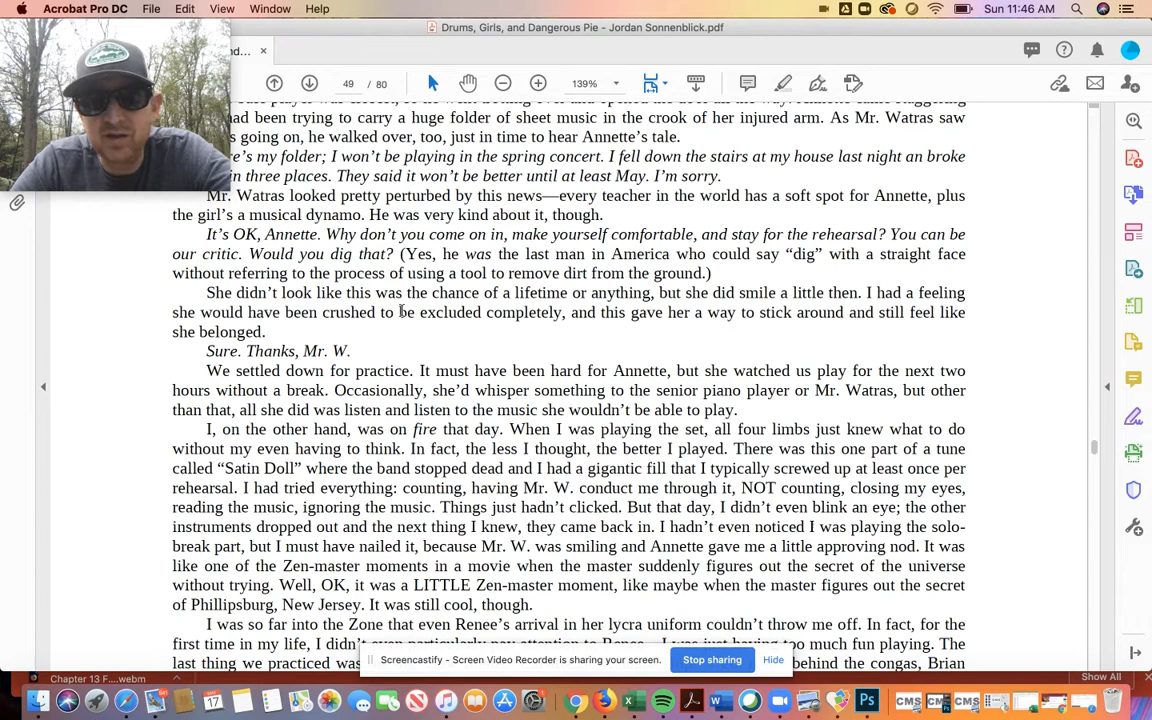 Acrobat Pro DC File Edit View Window Help
Sun 11:46 AM
Drums, Girls, and Dangerous Pie - Jordan Sonnenblick.pdf
nd...
49 / 80
139%
had been trying to carry a huge folder of sheet music in the crook of her injured arm. As Mr. Watras saw
s going on, he walked over, too, just in time to hear Annette's tale.
re's my folder; I won't be playing in the spring concert. I fell down the stairs at my house last night an broke
in three places. They said it won't be better until at least May. I'm sorry.
Mr. Watras looked pretty perturbed by this news—every teacher in the world has a soft spot for Annette, plus
the girl's a musical dynamo. He was very kind about it, though.
It's OK, Annette. Why don't you come on in, make yourself comfortable, and stay for the rehearsal? You can be
our critic. Would you dig that? (Yes, he was the last man in America who could say "dig" with a straight face
without referring to the process of using a tool to remove dirt from the ground.)
She didn't look like this was the chance of a lifetime or anything, but she did smile a little then. I had a feeling
she would have been crushed to be excluded completely, and this gave her a way to stick around and still feel like
she belonged.
Sure. Thanks, Mr. W.
We settled down for practice. It must have been hard for Annette, but she watched us play for the next two
hours without a break. Occasionally, she'd whisper something to the senior piano player or Mr. Watras, but other
than that, all she did was listen and listen to the music she wouldn't be able to play.
I, on the other hand, was on fire that day. When I was playing the set, all four limbs just knew what to do
without my even having to think. In fact, the less I thought, the better I played. There was this one part of a tune
called "Satin Doll" where the band stopped dead and I had a gigantic fill that I typically screwed up at least once per
rehearsal. I had tried everything: counting, having Mr. W. conduct me through it, NOT counting, closing my eyes,
reading the music, ignoring the music. Things just hadn't clicked. But that day, I didn't even blink an eye; the other
instruments dropped out and the next thing I knew, they came back in. I hadn't even noticed I was playing the solo-
break part, but I must have nailed it, because Mr. W. was smiling and Annette gave me a little approving nod. It was
like one of the Zen-master moments in a movie when the master suddenly figures out the secret of the universe
without trying. Well, OK, it was a LITTLE Zen-master moment, like maybe when the master figures out the secret
of Phillipsburg, New Jersey. It was still cool, though.
I was so far into the Zone that even Renee's arrival in her lycra uniform couldn't throw me off. In fact, for the
first time in my life, I didn't even particularly pay attention to Renee—I was just having too much fun playing. The
last thing we practiced was behind the congas, Brian
Screencastify - Screen Video Recorder is sharing your screen. Stop sharing Hide
Chapter 13 F....webm
Show All